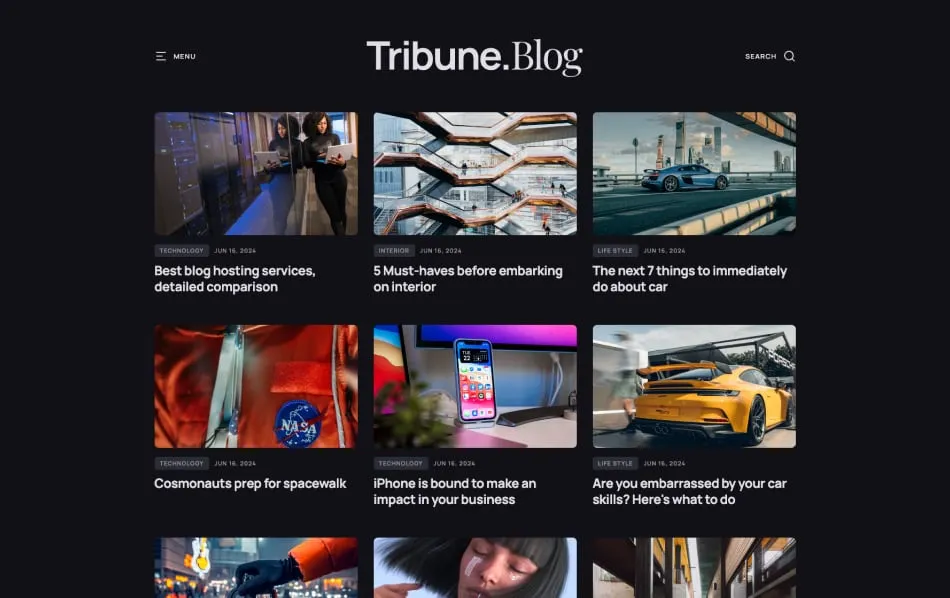 MENU
Tribune.Blog
SEARCH
TECHNOLOGY JUN 16, 2024
Best blog hosting services,
detailed comparison
INTERIOR JUN 16, 2024
5 Must-haves before embarking
on interior
LIFE STYLE JUN 16, 2024
The next 7 things to immediately
do about car
NASA
TUE
22
PORSCHE
TECHNOLOGY JUN 16, 2024
Cosmonauts prep for spacewalk
TECHNOLOGY JUN 16, 2024
iPhone is bound to make an
impact in your business
LIFE STYLE JUN 16, 2024
Are you embarrassed by your car
skills? Here's what to do